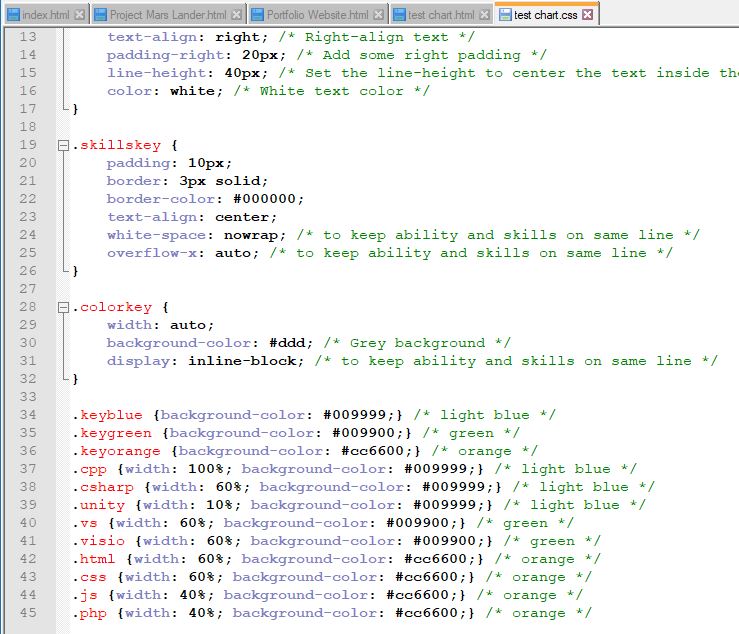 index.html Project Mars Lander.html Portfolio Website.html test chart.html test chart.css
13 text-align: right; /* Right-align text */
14 padding-right: 20px; /* Add some right padding */
15 line-height: 40px; /* Set the line-height to center the text inside the
16 color: white; /* White text color */
17 }
18
19 .skillskey {
20 padding: 10px;
21 border: 3px solid;
22 border-color: #000000;
23 text-align: center;
24 white-space: nowrap; /* to keep ability and skills on same line */
25 overflow-x: auto; /* to keep ability and skills on same line */
26 }
27
28 .colorkey {
29 width: auto;
30 background-color: #ddd; /* Grey background */
31 display: inline-block; /* to keep ability and skills on same line */
32 }
33
34 .keyblue {background-color: #009999;} /* light blue */
35 .keygreen {background-color: #009900;} /* green */
36 .keyorange {background-color: #cc6600;} /* orange */
37 .cpp {width: 100%; background-color: #009999;} /* light blue */
38 .csharp {width: 60%; background-color: #009999;} /* light blue */
39 .unity {width: 10%; background-color: #009999;} /* light blue */
40 .vs {width: 60%; background-color: #009900;} /* green */
41 .visio {width: 60%; background-color: #009900;} /* green */
42 .html {width: 60%; background-color: #cc6600;} /* orange */
43 .css {width: 60%; background-color: #cc6600;} /* orange */
44 .js {width: 40%; background-color: #cc6600;} /* orange */
45 .php {width: 40%; background-color: #cc6600;} /* orange */